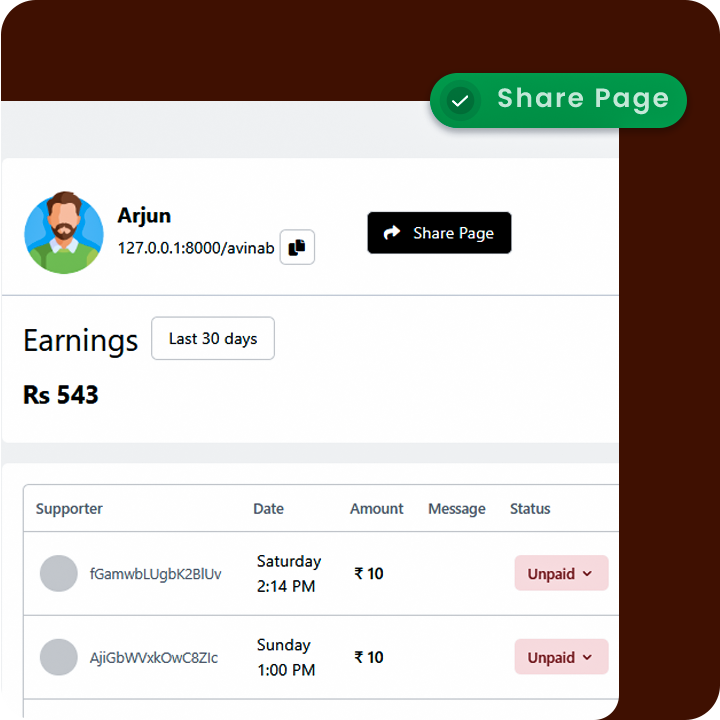 Share Page
Arjun
127.0.0.1:8000/avinab
Share Page
Earnings
Last 30 days
Rs 543
Supporter Date Amount Message Status
fGamwbLUgbK2BlUv Saturday 2:14 PM ₹ 10 Unpaid
AjiGbWVxkOwC8ZIc Sunday 1:00 PM ₹ 10 Unpaid